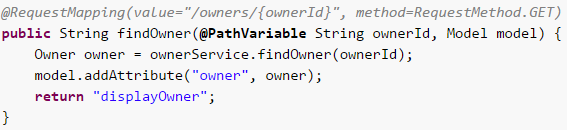 @RequestMapping(value="/owners/{ownerId}", method=RequestMethod.GET)
public String findOwner(@PathVariable String ownerId, Model model) {
    Owner owner = ownerService.findOwner(ownerId);
    model.addAttribute("owner", owner);
    return "displayOwner";
}